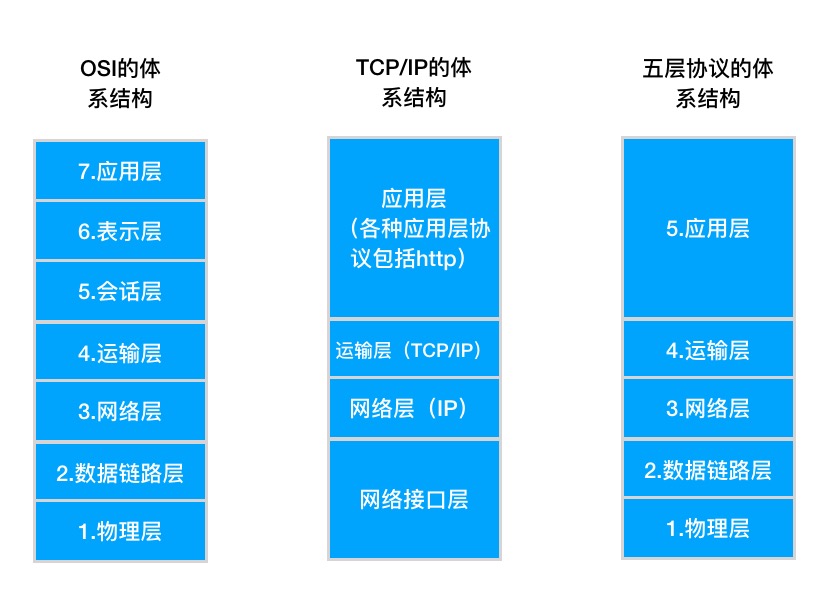 OSI的体
系结构
7.应用层
6.表示层
5.会话层
4.运输层
3.网络层
2.数据链路层
1.物理层
TCP/IP的体
系结构
应用层
（各种应用层协
议包括http）
运输层（TCP/IP）
网络层（IP）
网络接口层
五层协议的体
系结构
5.应用层
4.运输层
3.网络层
2.数据链路层
1.物理层